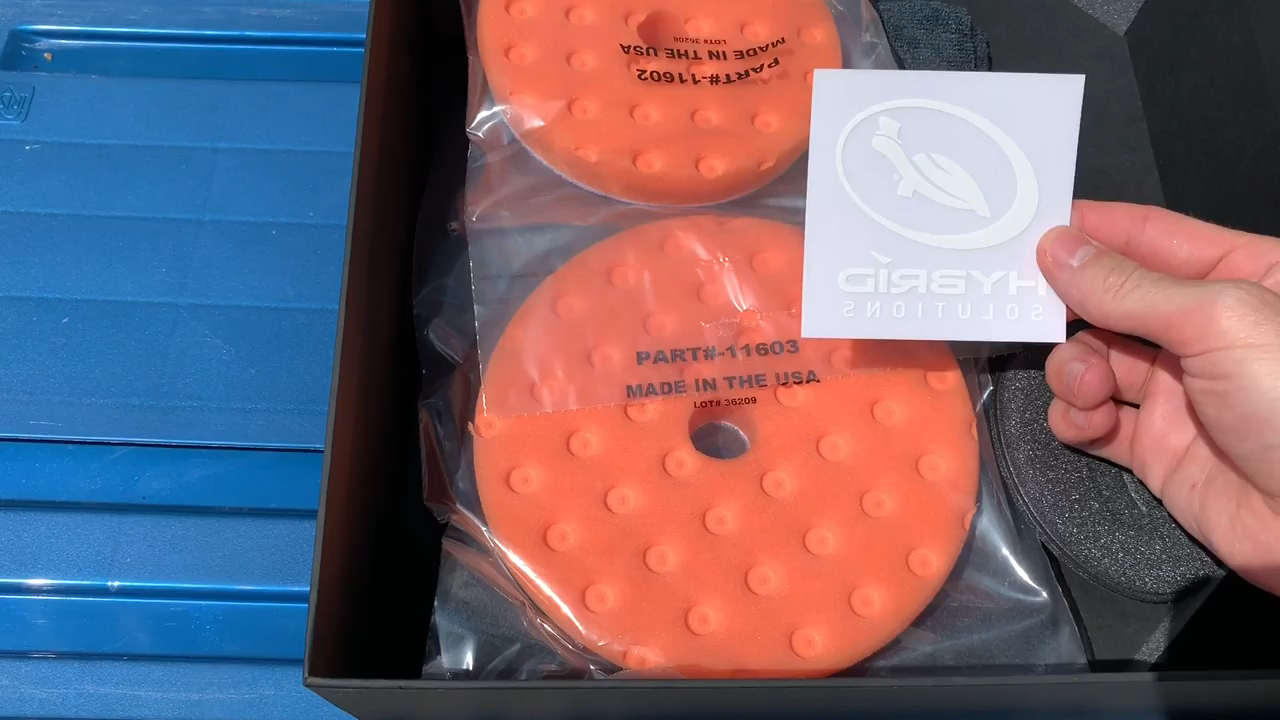 LOT# 36208
MADE IN THE USA
PART#-11602
HYBRID
SOLUTIONS
PART#-11603
MADE IN THE USA
LOT# 36209